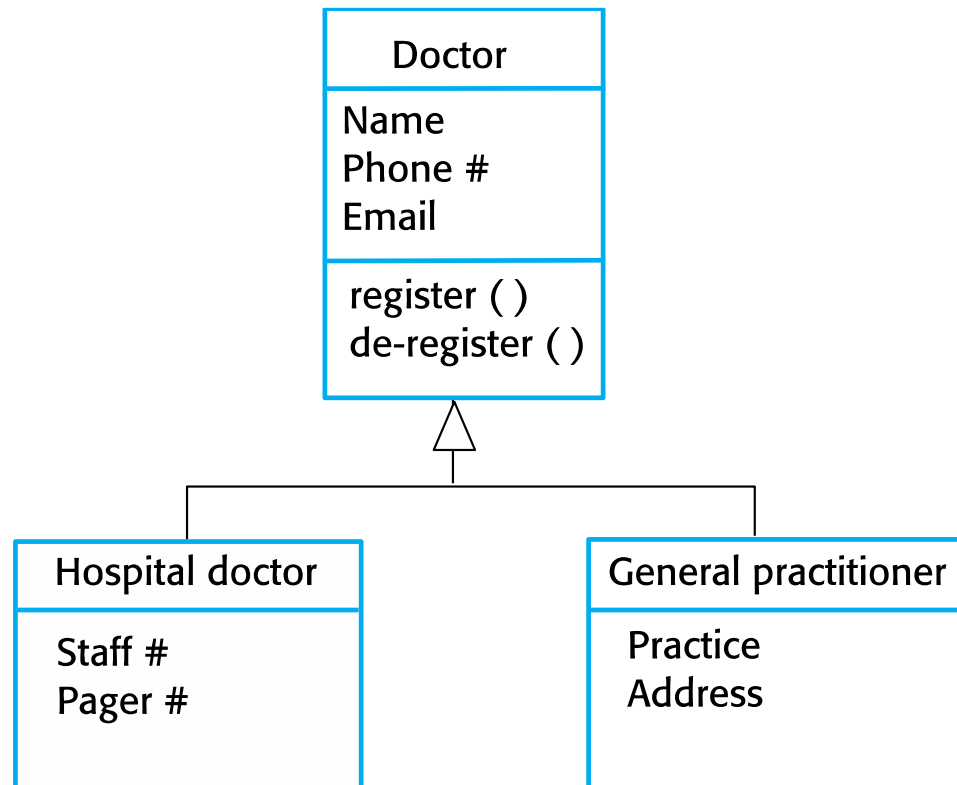 Doctor
Name
Phone #
Email
register ( )
de-register ( )
Hospital doctor
Staff #
Pager #
General practitioner
Practice
Address